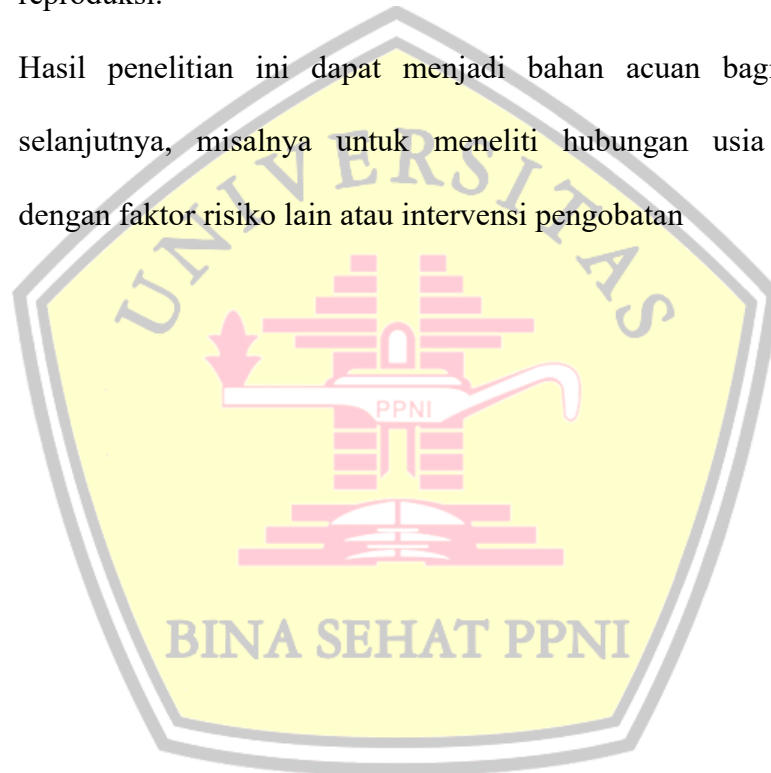 reproduksi.
Hasil penelitian ini dapat menjadi bahan acuan bagi
selanjutnya, misalnya untuk meneliti hubungan usia
dengan faktor risiko lain atau intervensi pengobatan
UNIVERSITAS
PPNI
BINA SEHAT PPNI